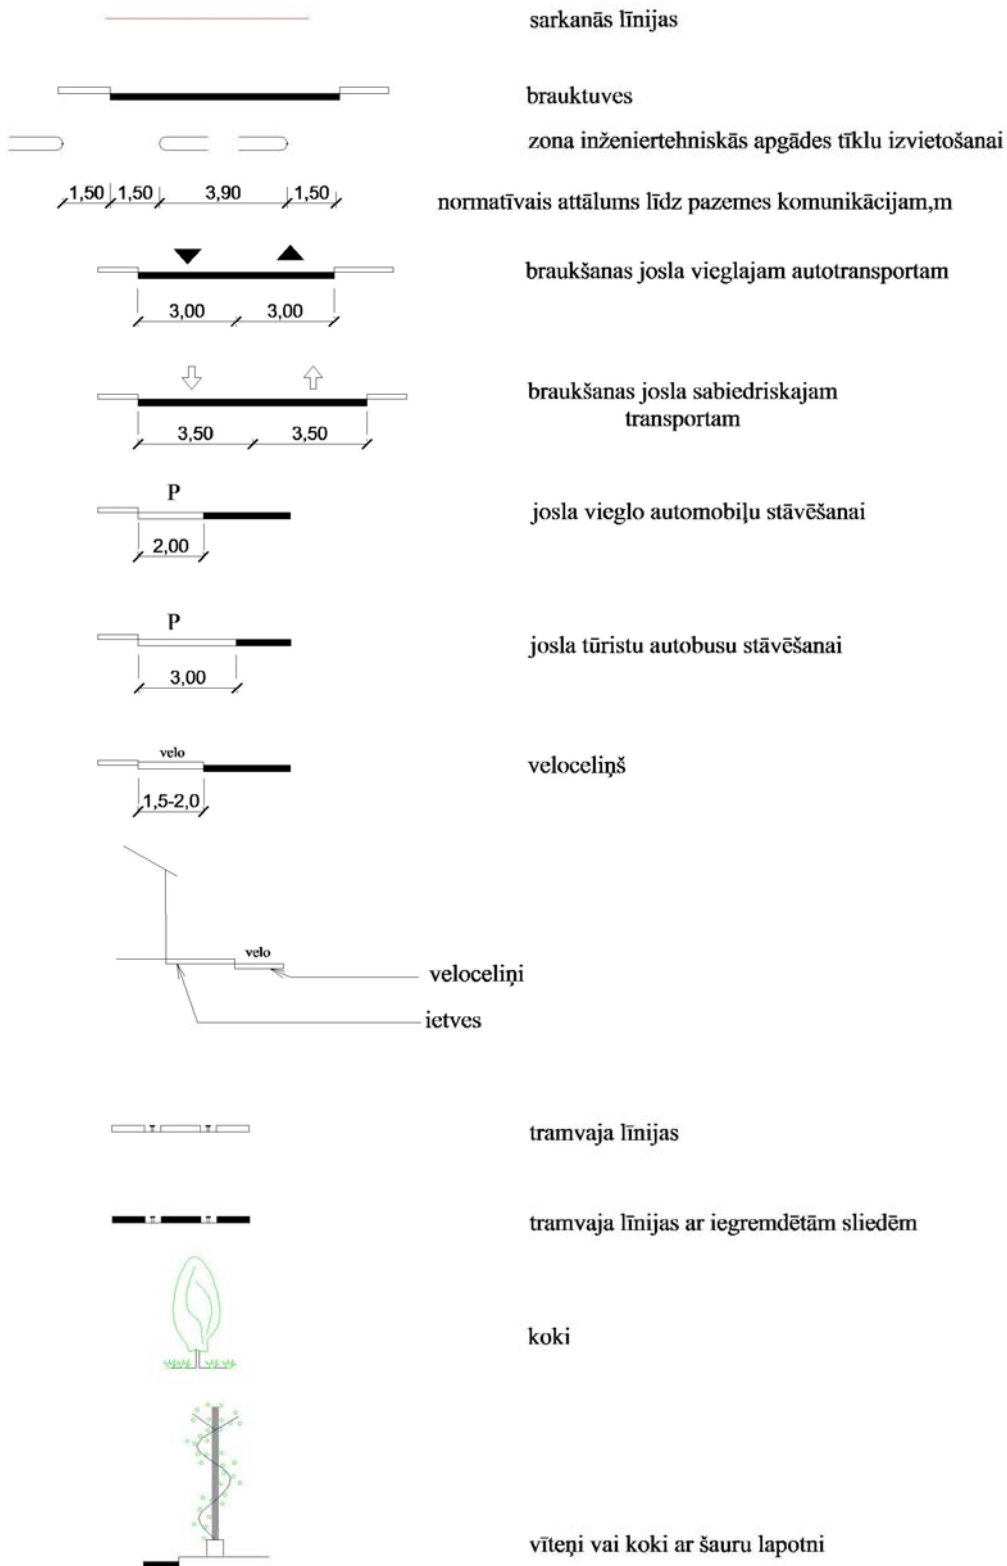 sarkanās līnijas
brauktuves
zona inženiertehniskās apgādes tīklu izvietošanai
1,50 1,50 3,90 1,50
normatīvais attālums līdz pazemes komunikācijam,m
braukšanas josla vieglajam autotransportam
3,00 3,00
braukšanas josla sabiedriskajam
transportam
3,50 3,50
P
josla vieglo automobiļu stāvēšanai
2,00
P
josla tūristu autobusu stāvēšanai
3,00
velo
veloceliņš
1,5-2,0
velo
veloceliņi
ietves
tramvaja līnijas
tramvaja līnijas ar iegremdētām sliedēm
koki
vīteņi vai koki ar šauru lapotni